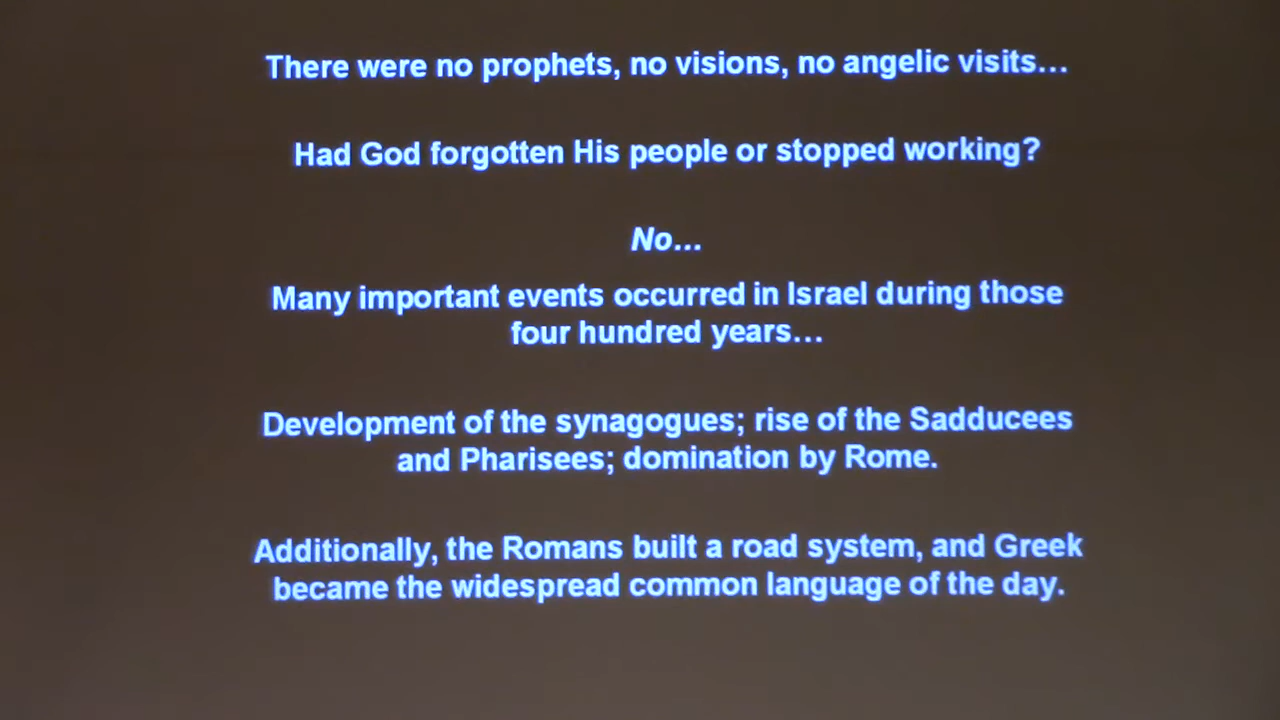 There were no prophets, no visions, no angelic visits…
Had God forgotten His people or stopped working?
No…
Many important events occurred in Israel during those
four hundred years…
Development of the synagogues; rise of the Sadducees
and Pharisees; domination by Rome.
Additionally, the Romans built a road system, and Greek
became the widespread common language of the day.